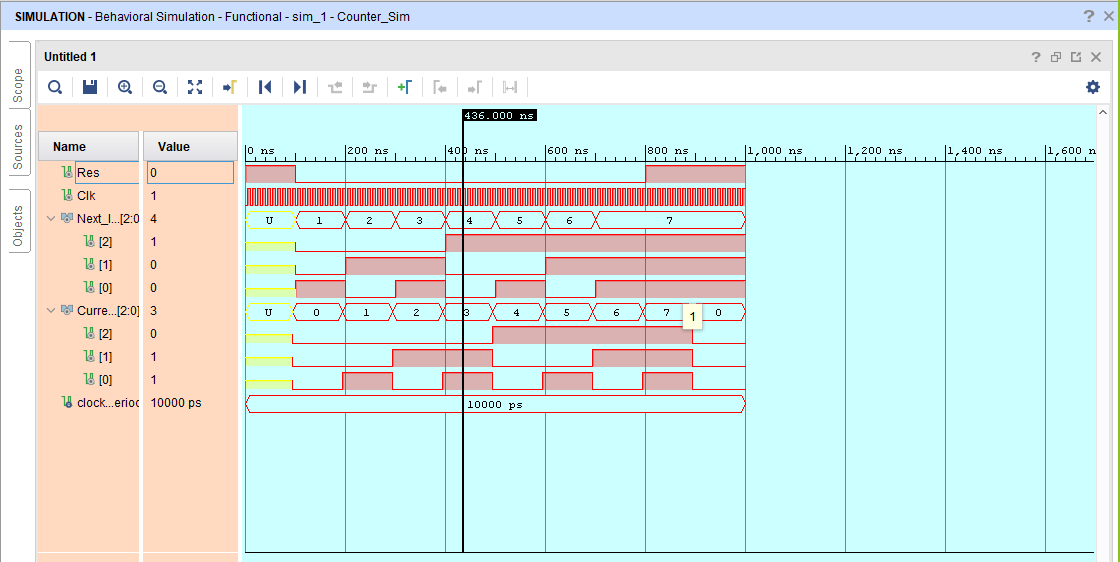 SIMULATION - Behavioral Simulation - Functional - sim_1 - Counter_Sim
? ×
Scope
Sources
Objects
Untitled 1
436.000 ns
Name Value
0 ns 200 ns 400 ns 600 ns 800 ns 1,000 ns 1,200 ns 1,400 ns 1,600 n
Res 0
Clk 1
Next_I...[2:0 4 U 1 2 3 4 5 6 7
[2] 1
[1] 0
[0] 0
Curre...[2:0] 3 U 0 1 2 3 4 5 6 7 1 0
[2] 0
[1] 1
[0] 1
clock...erioc 10000 ps 10000 ps